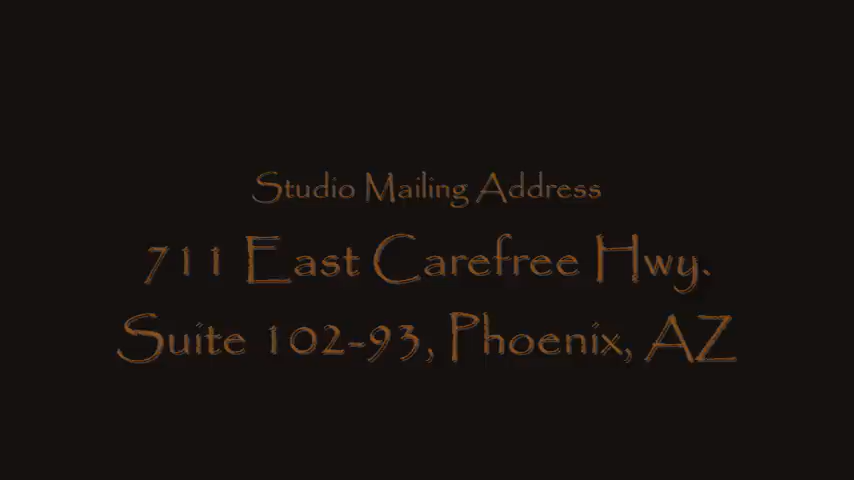 Studio Mailing Address
711 East Carefree Hwy.
Suite 102-93, Phoenix, AZ